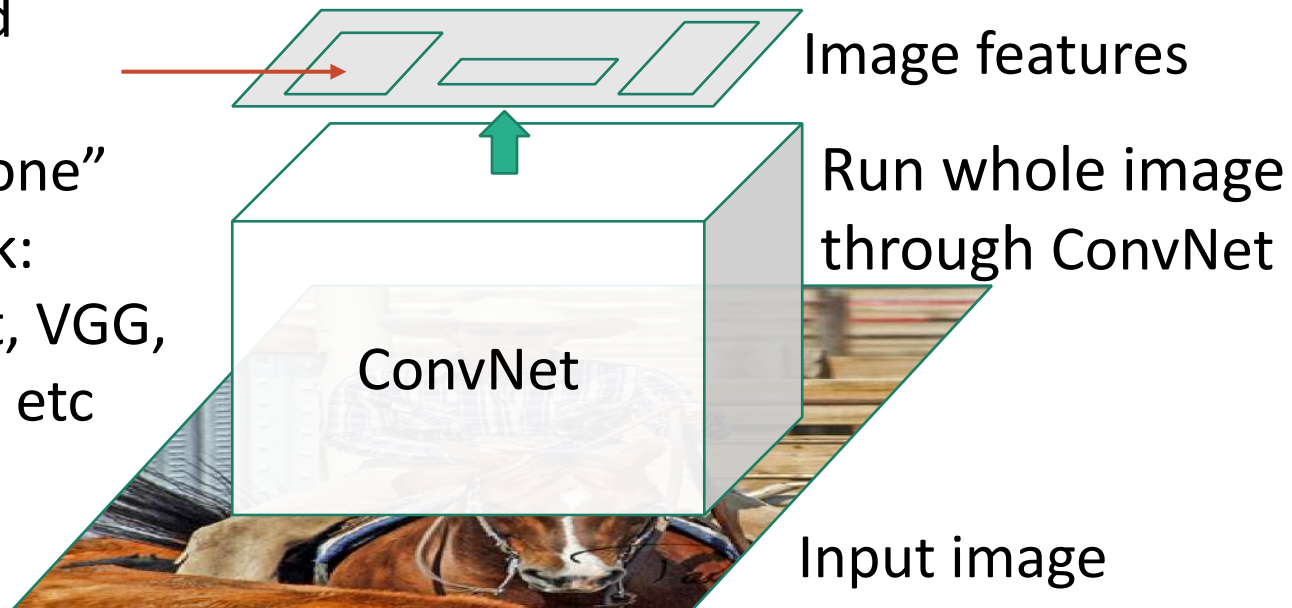 Image features
one”
Run whole image
k:
through ConvNet
, VGG,
ConvNet
etc
Input image